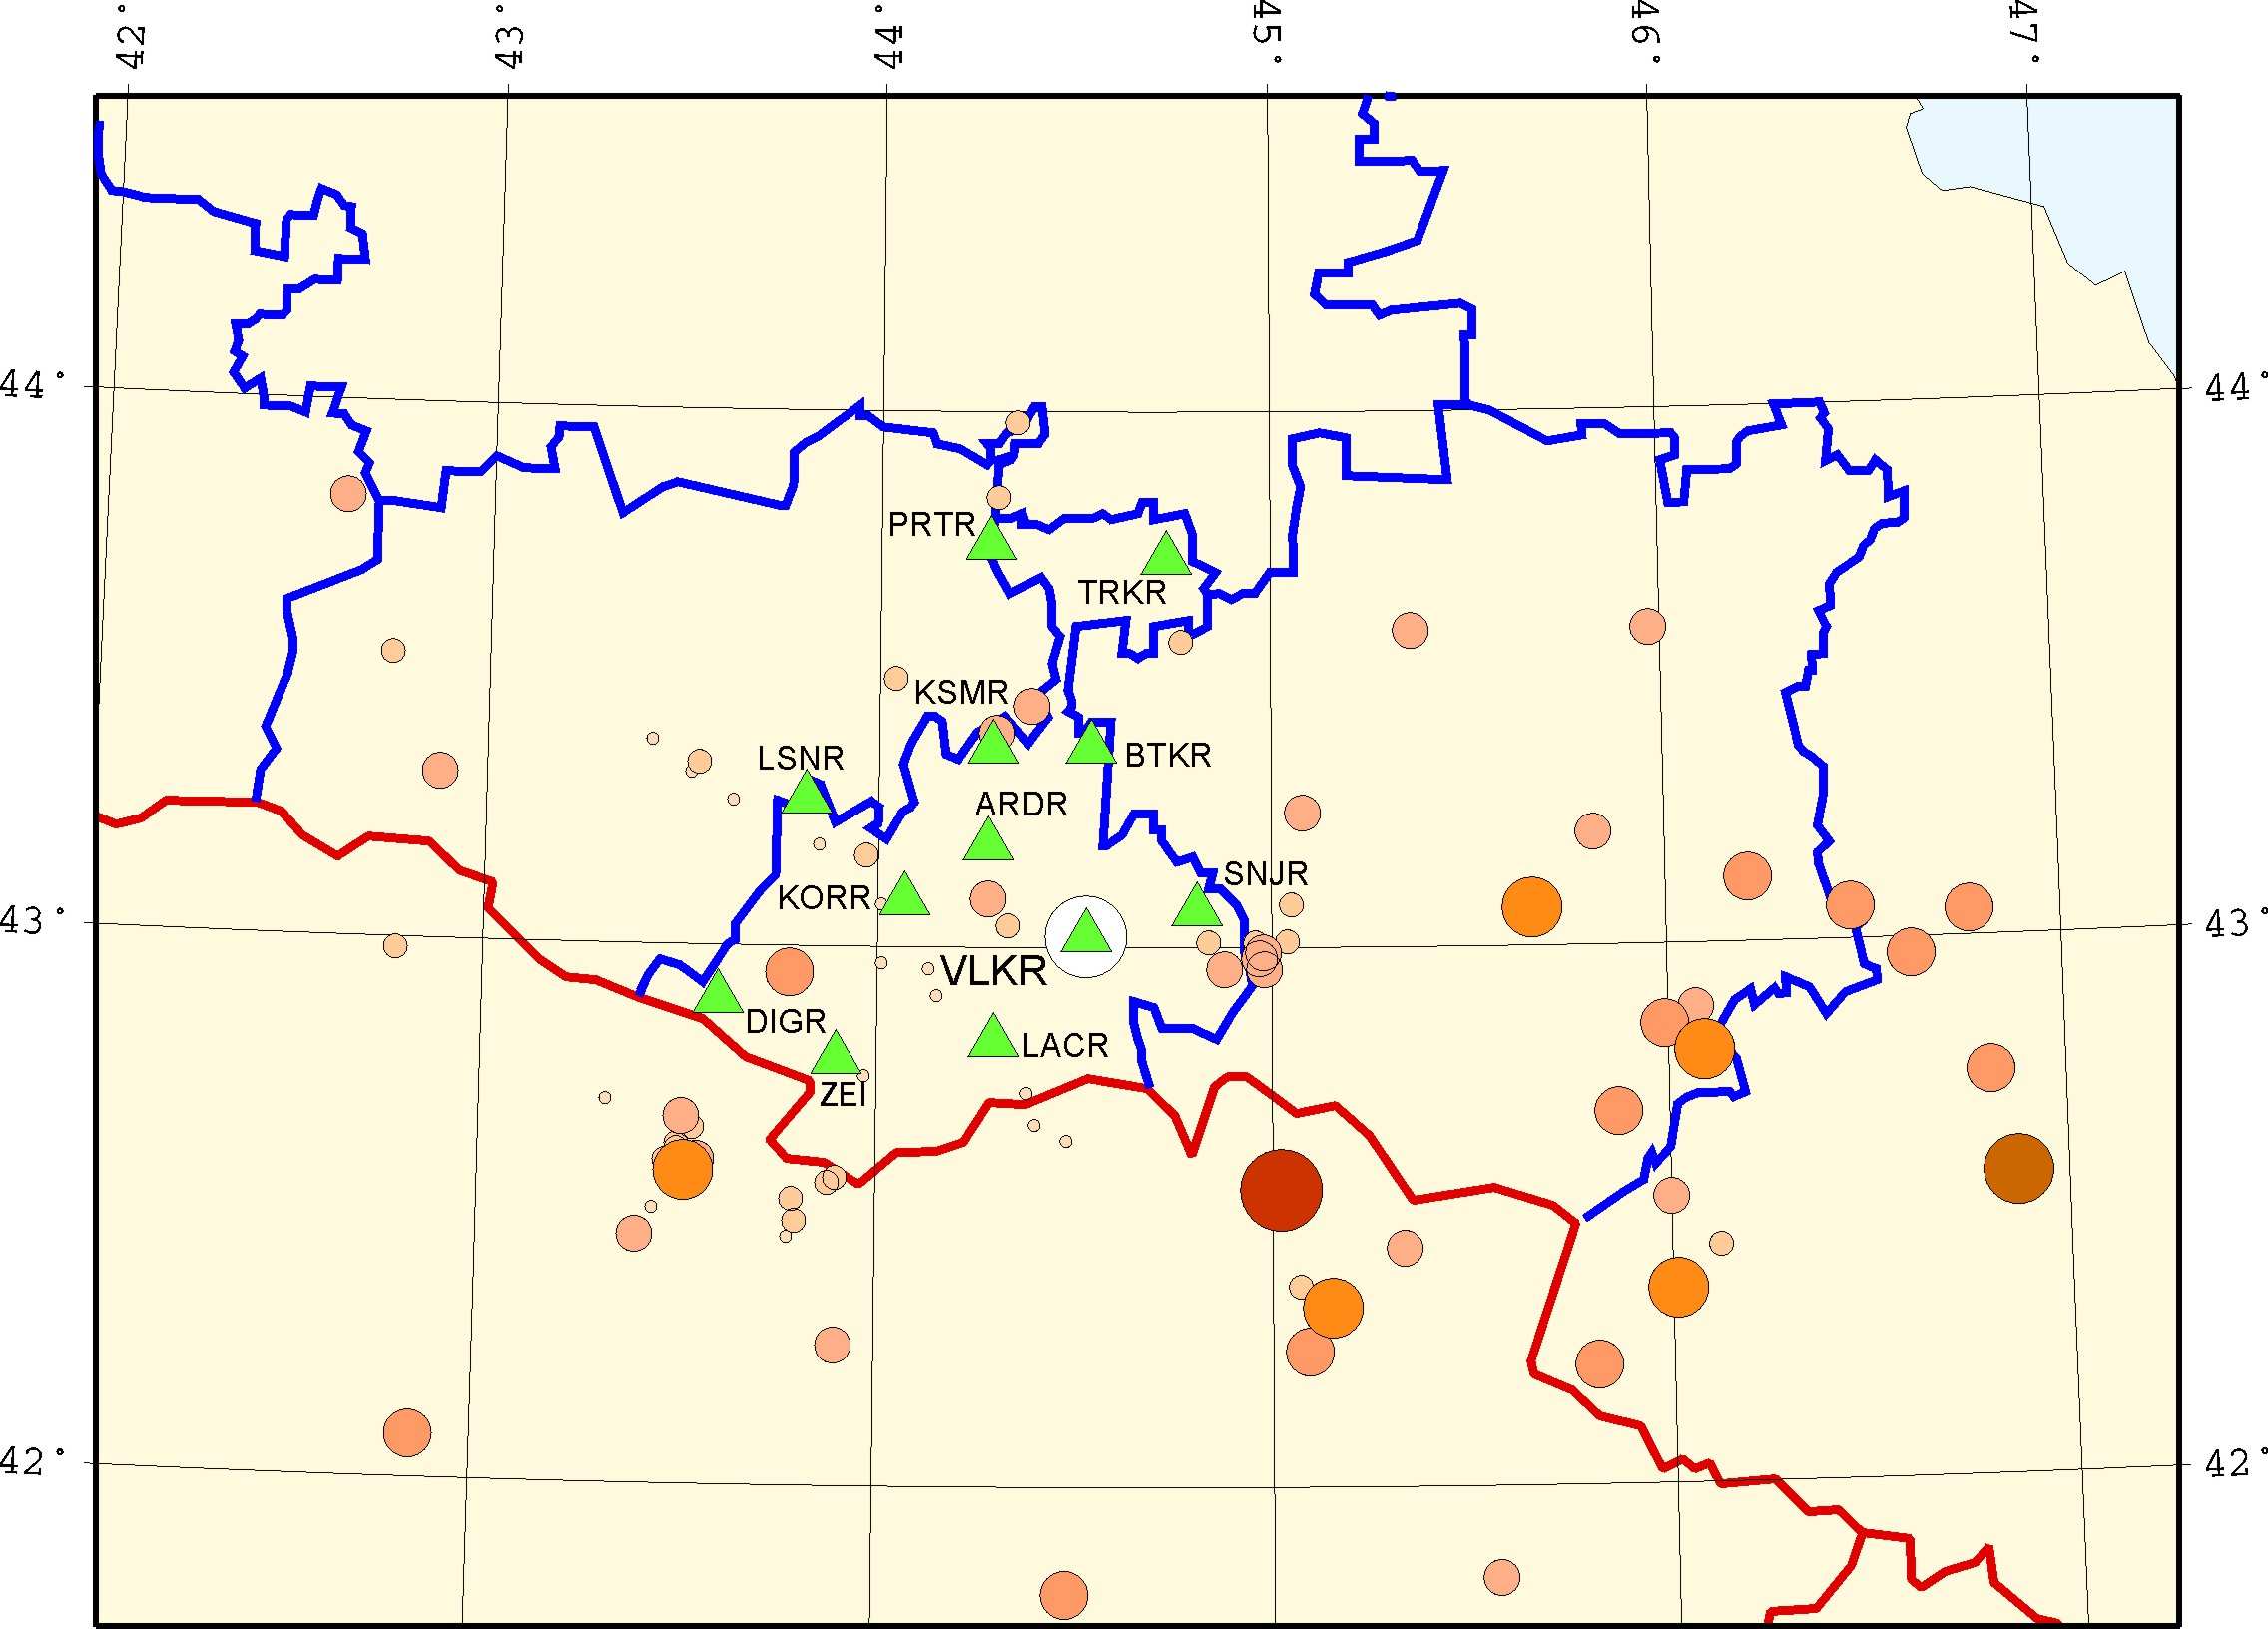 42°
43°
44°
45°
46°
47°
44°
44°
PRTR
TRKR
KSMR
LSNR
BTKR
ARDR
SNJR
KORR
43°
43°
VLKR
DIGR
LACR
ZEI
42°
42°